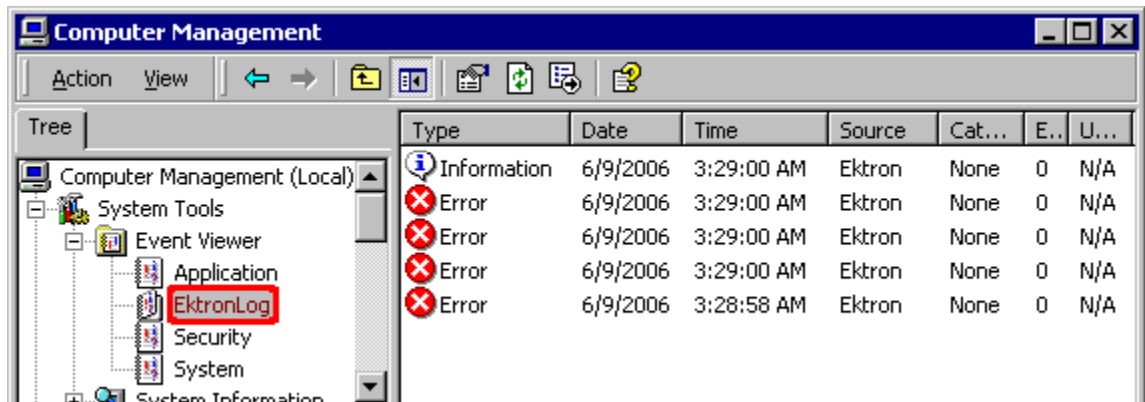 Computer Management
Action View
Tree
Type Date Time Source Cat... E.. U...
Computer Management (Local)
System Tools
Event Viewer
Application
EktronLog
Security
System
System Information
Information 6/9/2006 3:29:00 AM Ektron None 0 N/A
Error 6/9/2006 3:29:00 AM Ektron None 0 N/A
Error 6/9/2006 3:29:00 AM Ektron None 0 N/A
Error 6/9/2006 3:29:00 AM Ektron None 0 N/A
Error 6/9/2006 3:28:58 AM Ektron None 0 N/A